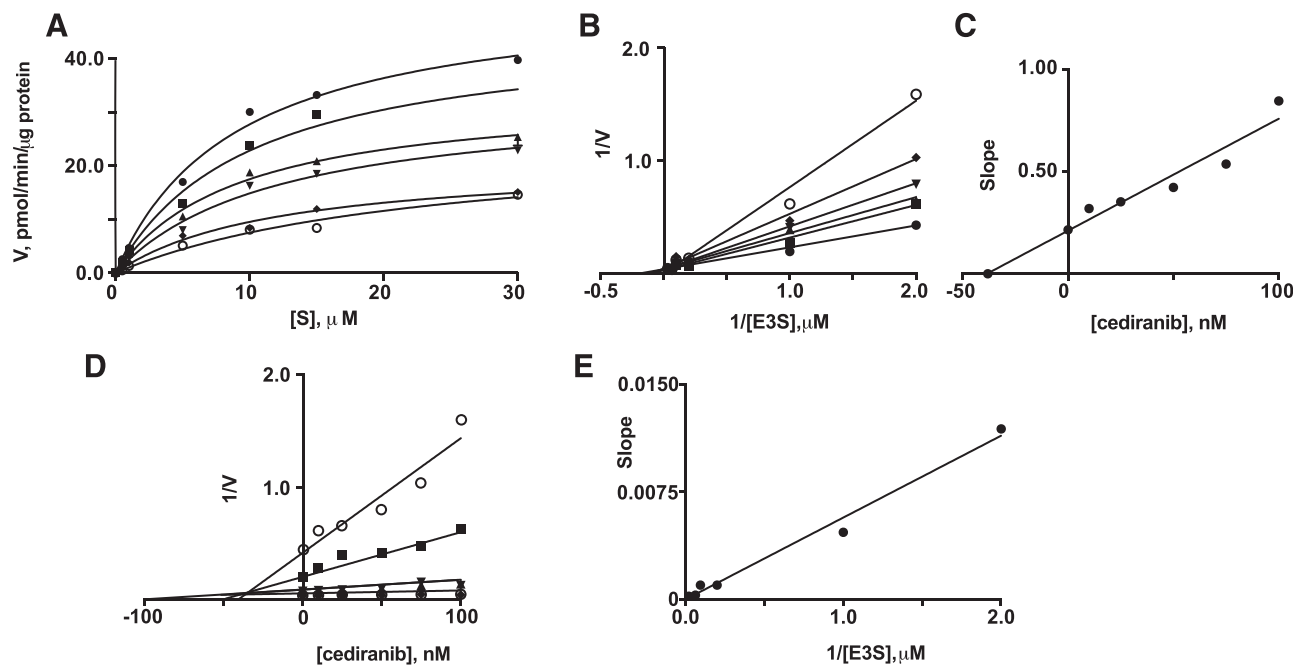 A
V, pmol/min/μg protein
40.0
20.0
0.0
0
10
20
30
[S], μ M
B
1/V
2.0
1.0
-0.5
1.0
2.0
1/[E3S],μM
C
Slope
1.00
0.50
-50
0
100
[cediranib], nM
D
1/V
2.0
1.0
-100
0
100
[cediranib], nM
E
Slope
0.0150
0.0075
0
0.0
1.0
2.0
1/[E3S],μM